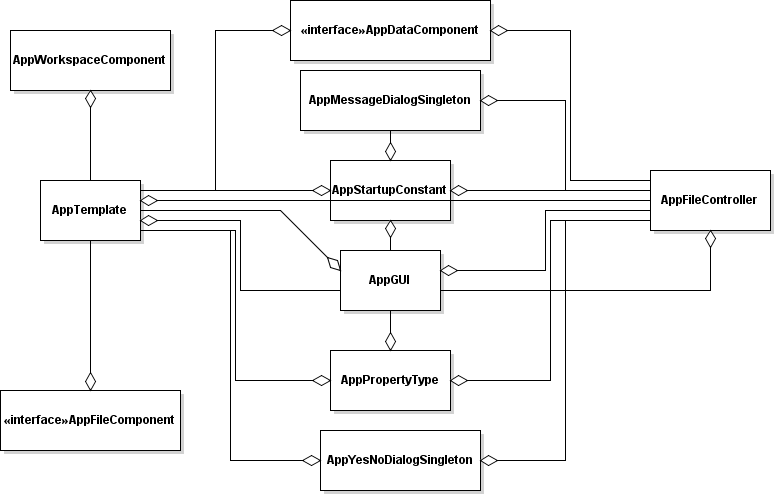 «interface»AppDataComponent
AppWorkspaceComponent
AppMessageDialogSingleton
AppStartupConstant
AppTemplate
AppFileController
AppGUI
AppPropertyType
«interface»AppFileComponent
AppYesNoDialogSingleton